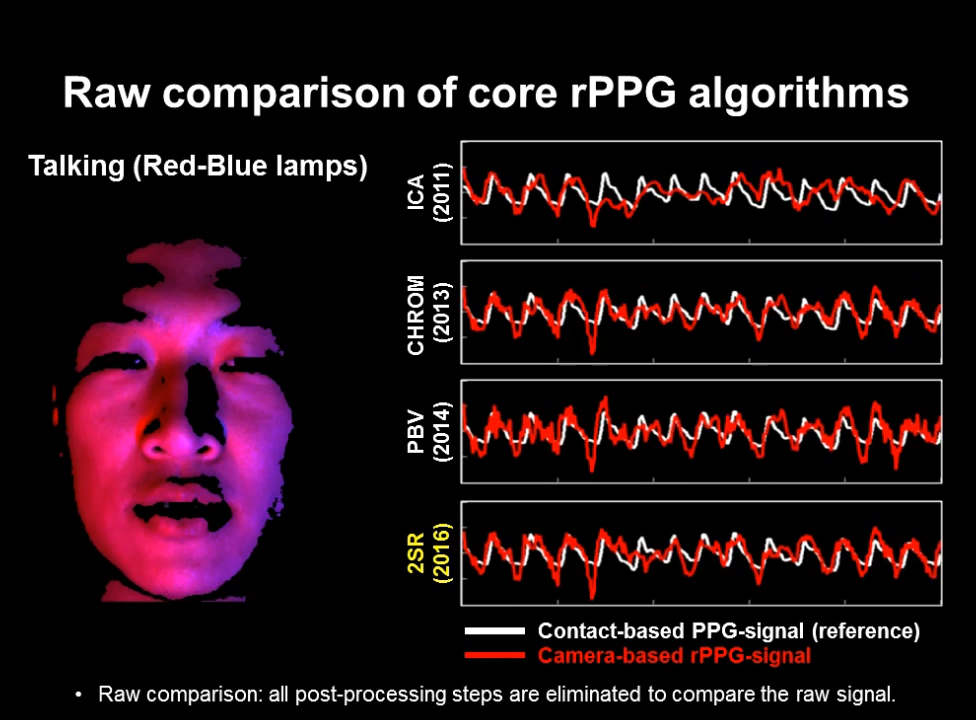 Raw comparison of core rPPG algorithms
Talking (Red-Blue lamps)
ICA
(2011)
CHROM
(2013)
PBV
(2014)
2SR
(2016)
Contact-based PPG-signal (reference)
Camera-based rPPG-signal
• Raw comparison: all post-processing steps are eliminated to compare the raw signal.